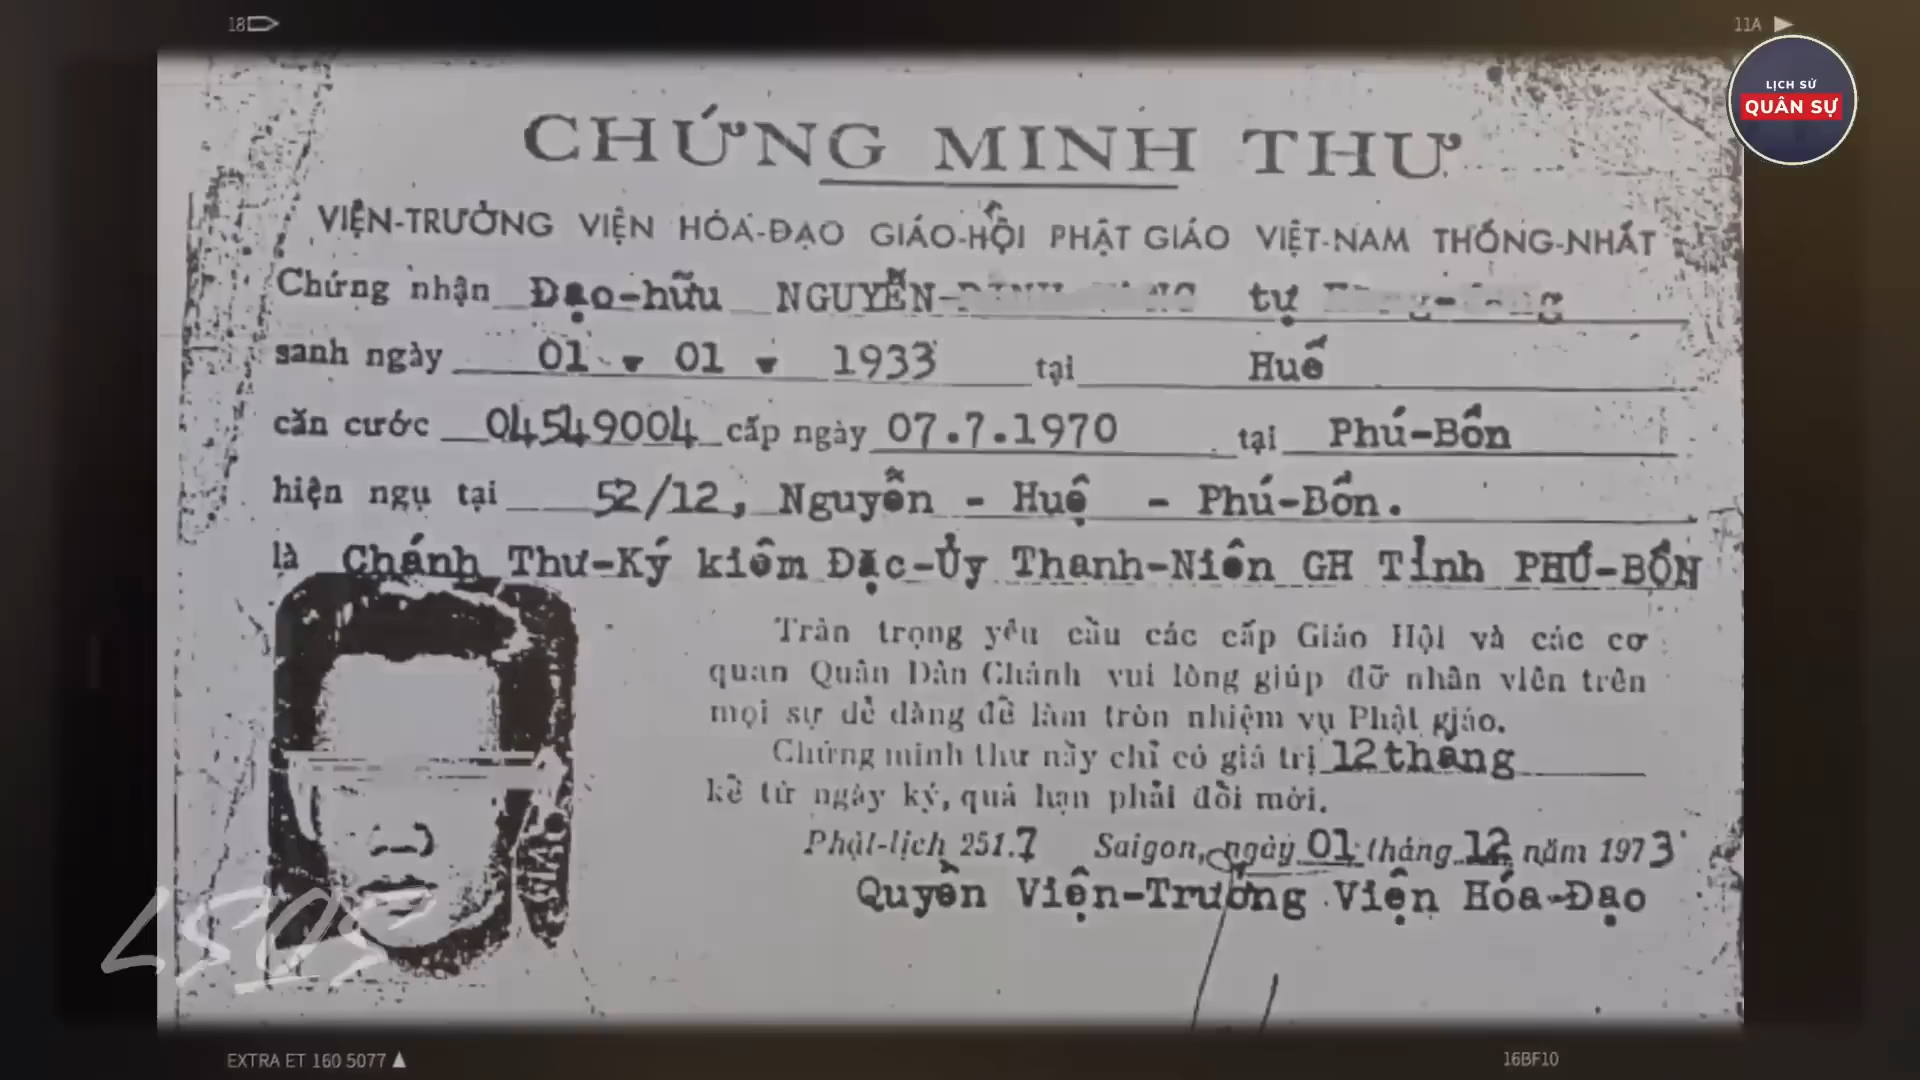 18
11A
LỊCH SỬ
QUÂN SỰ
CHỨNG MINH THƯ
VIỆN-TRƯỞNG VIỆN HÓA-ĐẠO GIÁO-HỘI PHẬT GIÁO VIỆT-NAM THỐNG-NHẤT
Chứng nhận Đạo-hữu NGUYỄN- tự
sanh ngày 01 - 01 - 1933 tại Huế
căn cước 04549004 cấp ngày 07.7.1970 tại Phú-Bổn
hiện ngụ tại 52/12, Nguyễn - Huệ - Phú-Bổn.
là Chánh Thư-Ký kiêm Đặc-Ủy Thanh-Niên GH Tỉnh PHÚ-BỔN
Trân trọng yêu cầu các cấp Giáo Hội và các cơ
quan Quân Dân Chánh vui lòng giúp đỡ nhân viên trên
mọi sự dễ dàng để làm tròn nhiệm vụ Phật giáo.
Chứng minh thư này chỉ có giá trị 12 tháng
kể từ ngày ký, quá hạn phải đổi mới.
Phật-lịch 2517 Saigon, ngày 01 tháng 12 năm 1973
Quyền Viện-Trưởng Viện Hóa-Đạo
LSQS
EXTRA ET 160 5077
16BF10